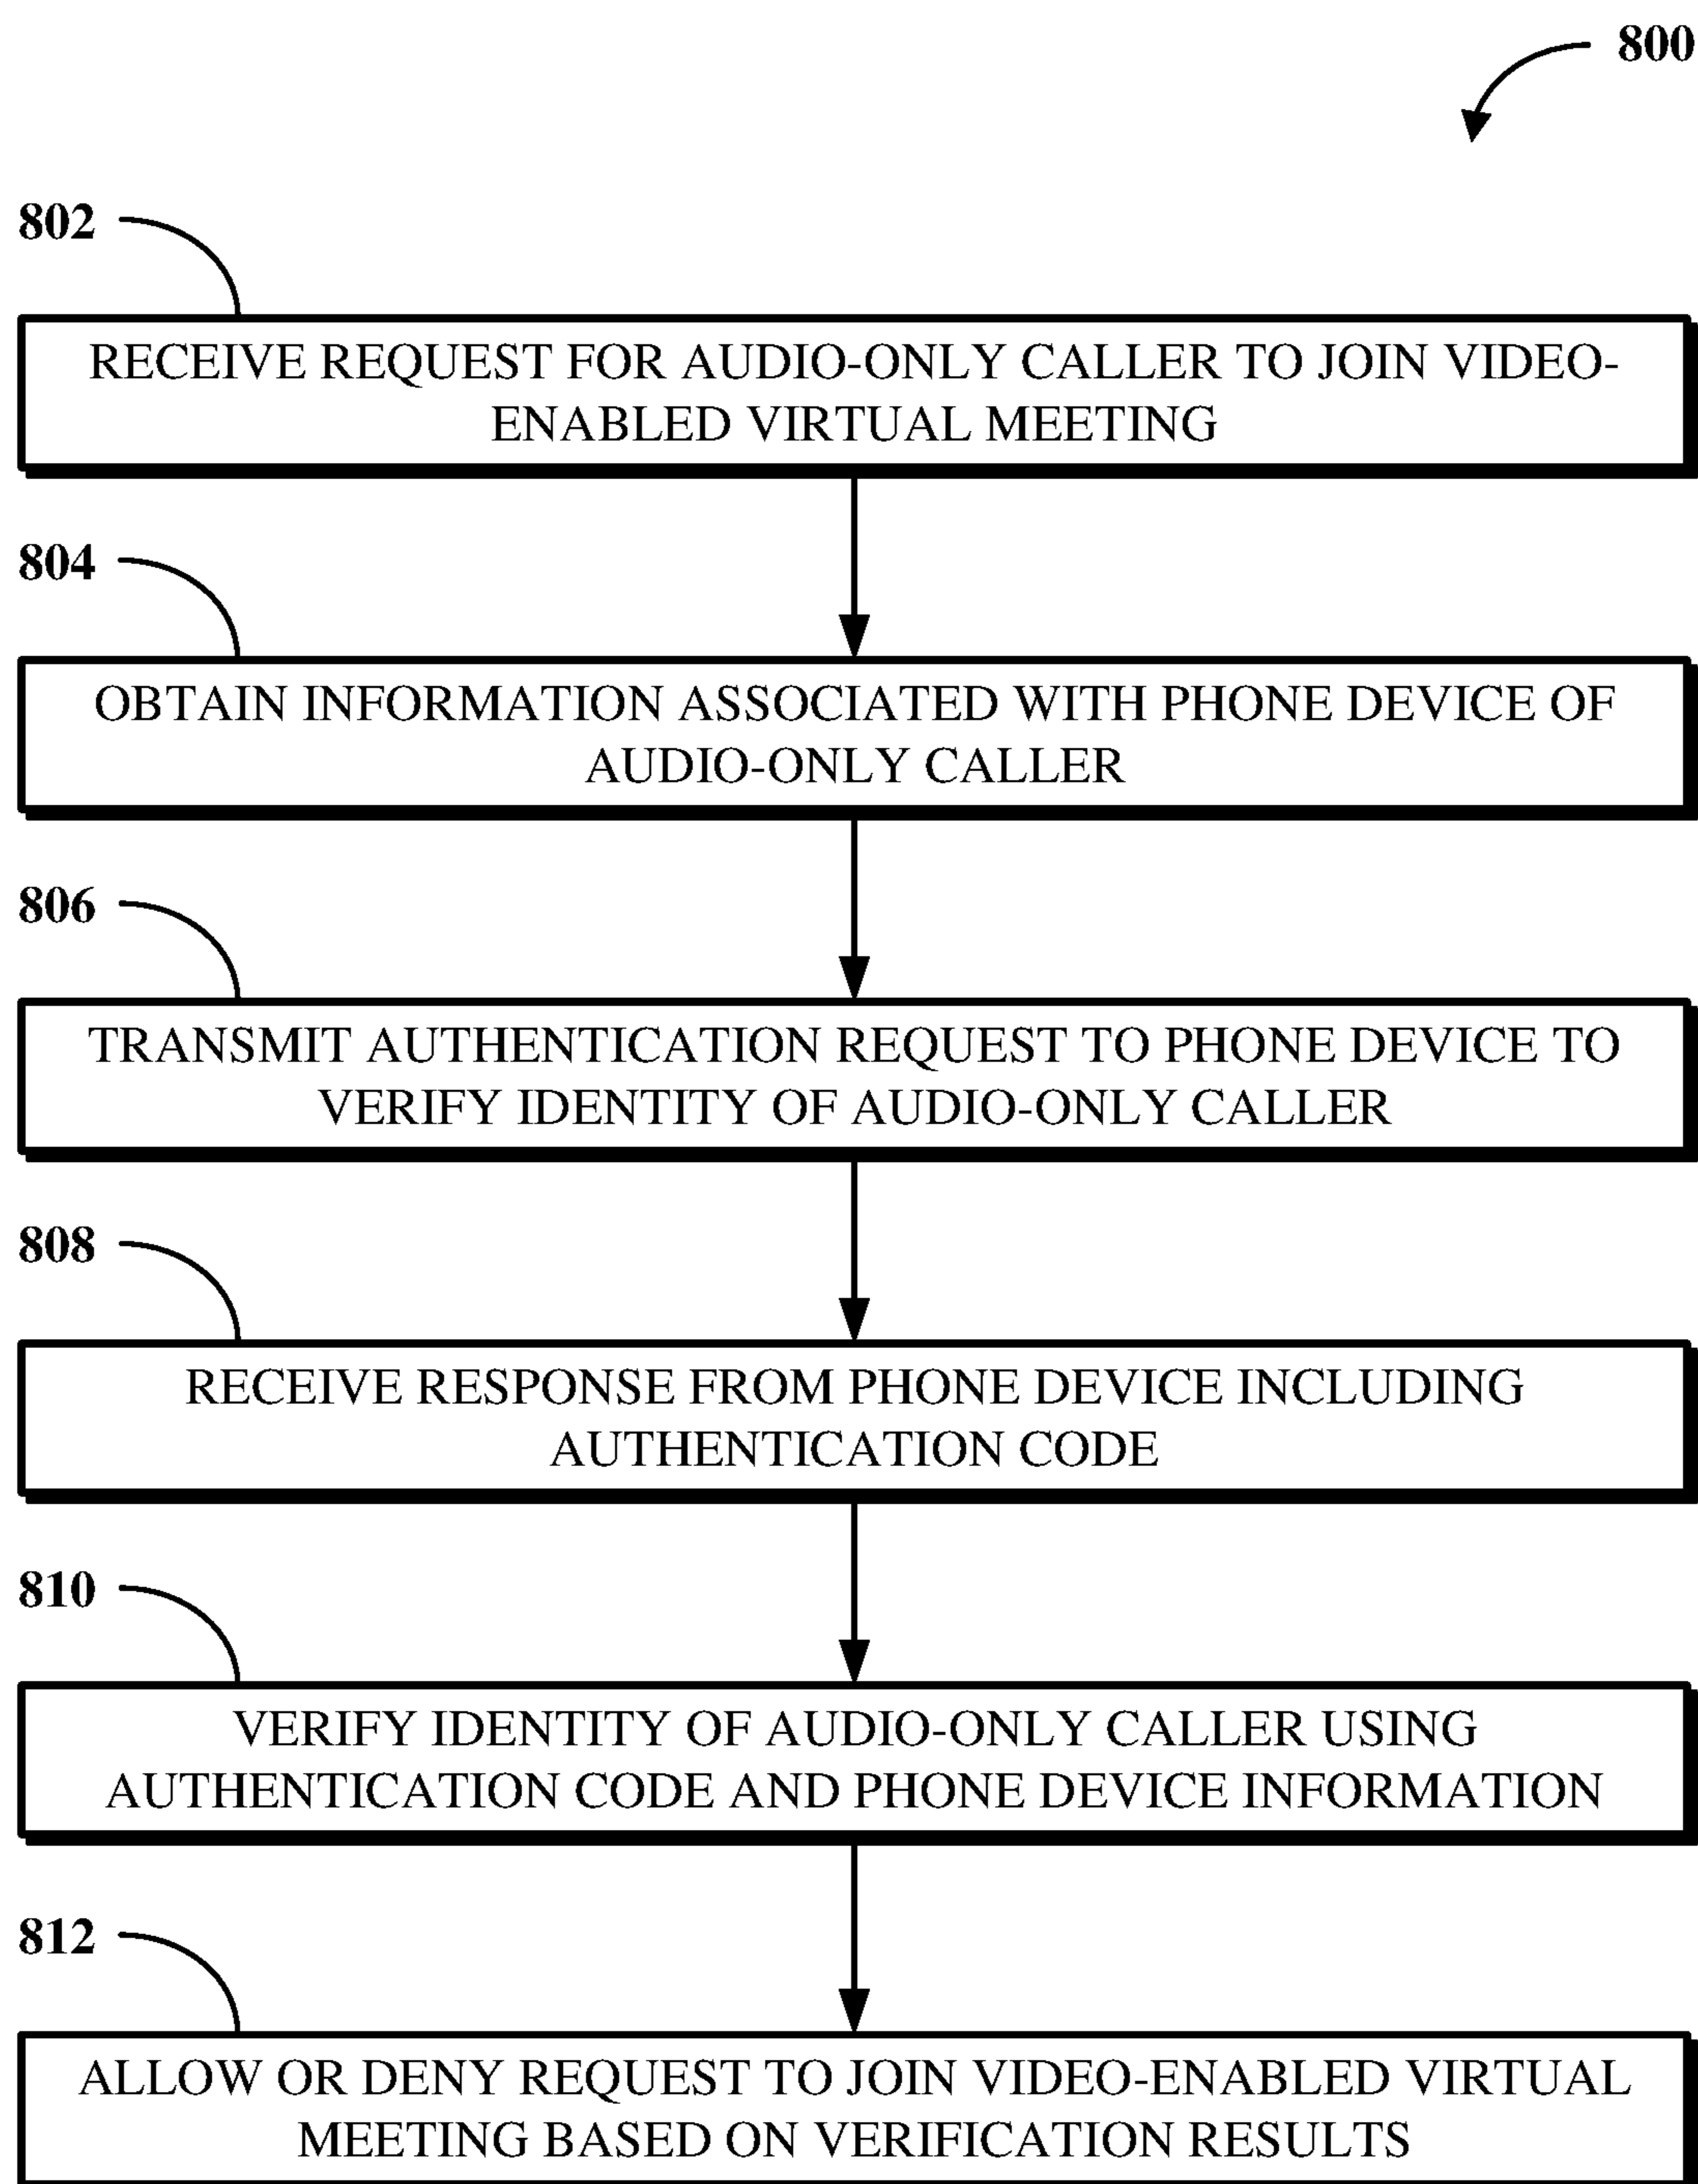 800
802
RECEIVE REQUEST FOR AUDIO-ONLY CALLER TO JOIN VIDEO-
ENABLED VIRTUAL MEETING
804
OBTAIN INFORMATION ASSOCIATED WITH PHONE DEVICE OF
AUDIO-ONLY CALLER
806
TRANSMIT AUTHENTICATION REQUEST TO PHONE DEVICE TO
VERIFY IDENTITY OF AUDIO-ONLY CALLER
808
RECEIVE RESPONSE FROM PHONE DEVICE INCLUDING
AUTHENTICATION CODE
810
VERIFY IDENTITY OF AUDIO-ONLY CALLER USING
AUTHENTICATION CODE AND PHONE DEVICE INFORMATION
812
ALLOW OR DENY REQUEST TO JOIN VIDEO-ENABLED VIRTUAL
MEETING BASED ON VERIFICATION RESULTS